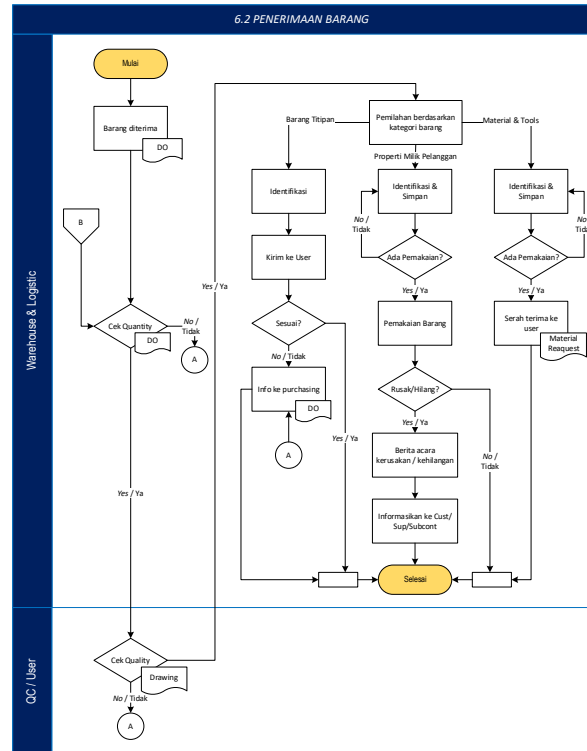 6.2 PENERIMAAN BARANG
Warehouse & Logistic
Mulai
Barang diterima
DO
B
Cek Quantity
DO
No /
Tidak
A
Yes / Ya
Yes / Ya
Pemilahan berdasarkan
kategori barang
Barang Titipan
Properti Milik Pelanggan
Material & Tools
Identifikasi
Kirim ke User
Sesuai?
No / Tidak
Info ke purchasing
DO
A
Yes / Ya
Identifikasi &
Simpan
No /
Tidak
Ada Pemakaian?
Yes / Ya
Pemakaian Barang
Rusak/Hilang?
Yes / Ya
No /
Tidak
Berita acara
kerusakan / kehilangan
Informasikan ke Cust/
Sup/Subcont
Selesai
Identifikasi &
Simpan
No /
Tidak
Ada Pemakaian?
Yes / Ya
Serah terima ke
user
Material
Reaquest
QC / User
Cek Quality
Drawing
No / Tidak
A